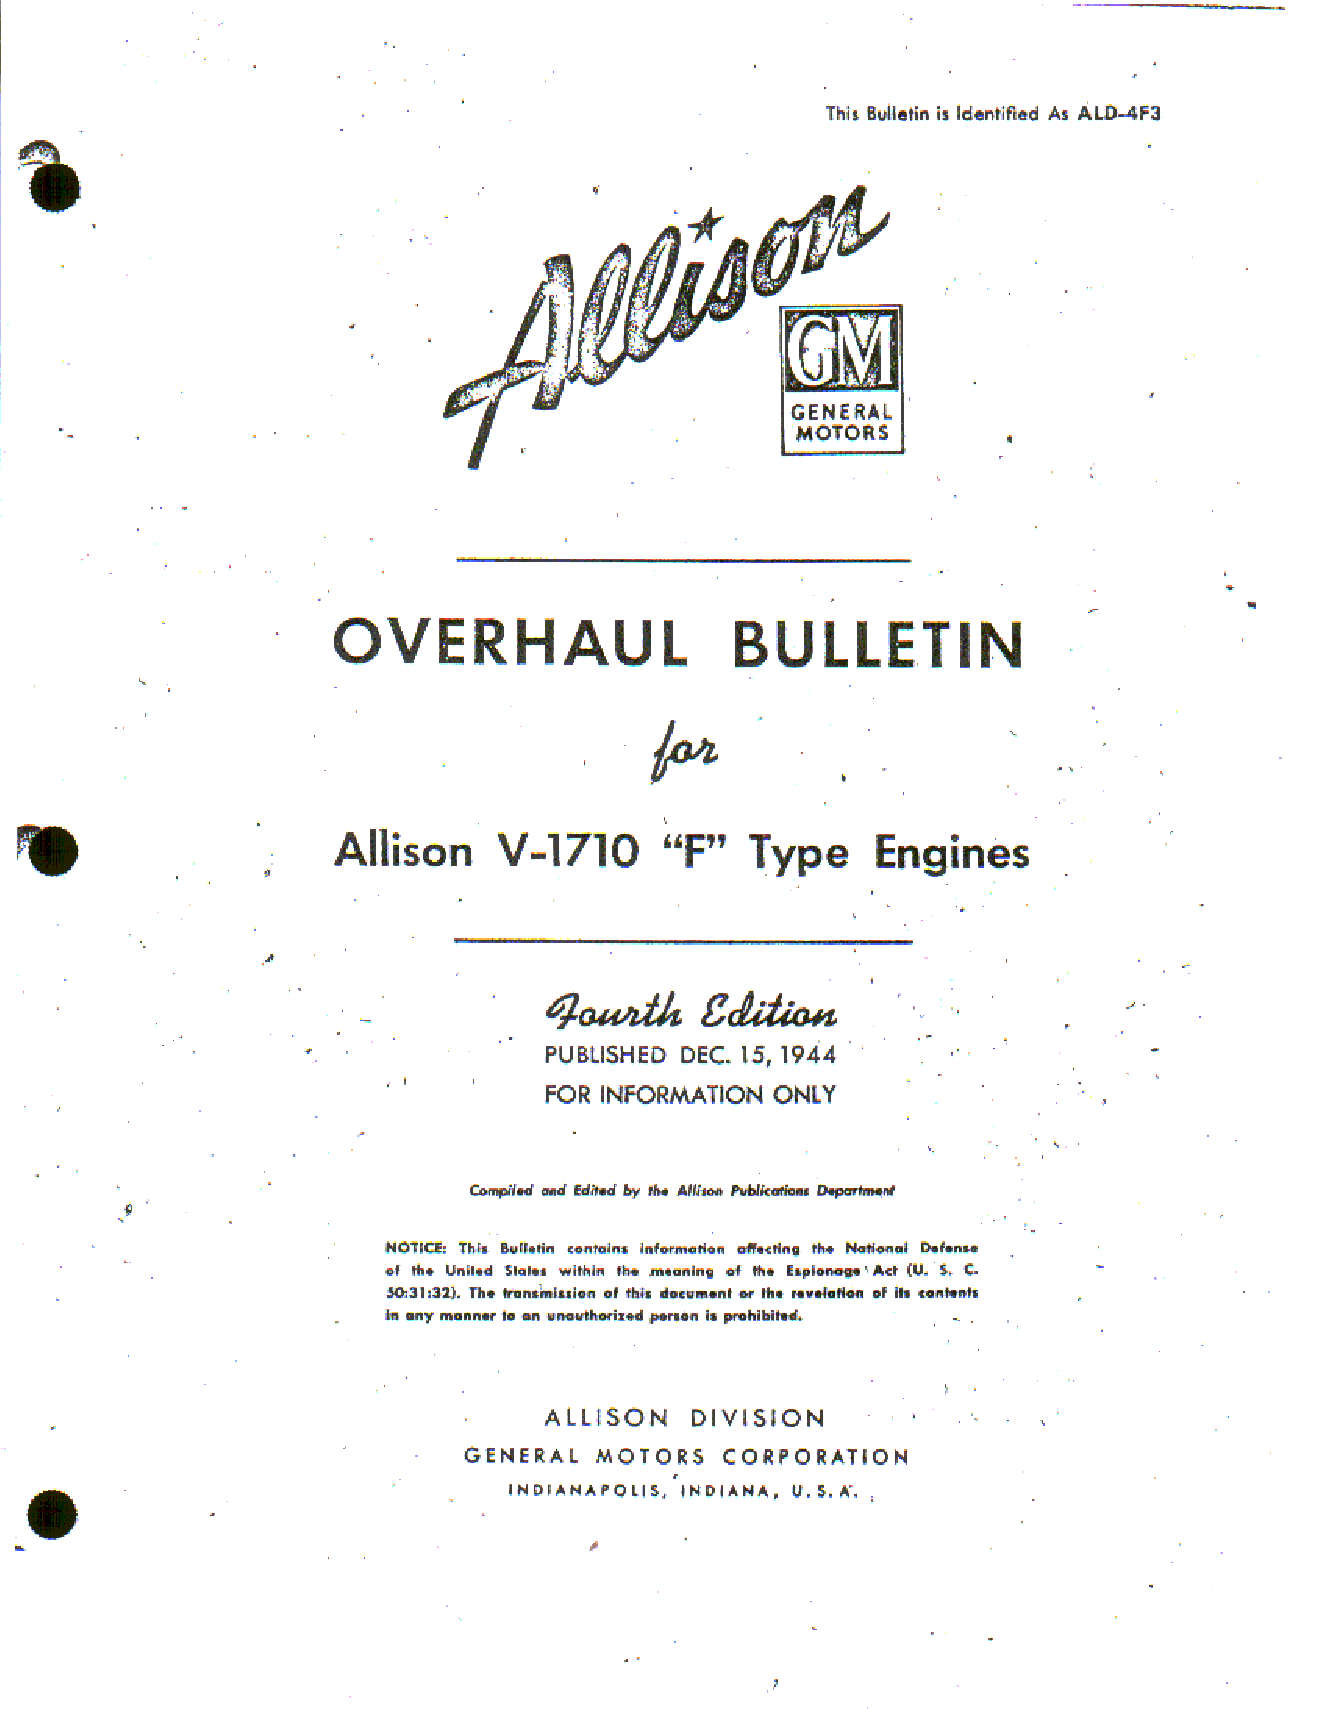 This Bulletin is Identified As ALD-4F3
Allison
GM
GENERAL
MOTORS
OVERHAUL BULLETIN
for
Allison V-1710 “F” Type Engines
Fourth Edition
PUBLISHED DEC. 15, 1944
FOR INFORMATION ONLY
Compiled and Edited by the Allison Publications Department
NOTICE: This Bulletin contains information affecting the National Defense
of the United States within the meaning of the Espionage Act (U. S. C.
50:31:32). The transmission of this document or the revelation of its contents
in any manner to an unauthorized person is prohibited.
ALLISON DIVISION
GENERAL MOTORS CORPORATION
INDIANAPOLIS, INDIANA, U. S. A.